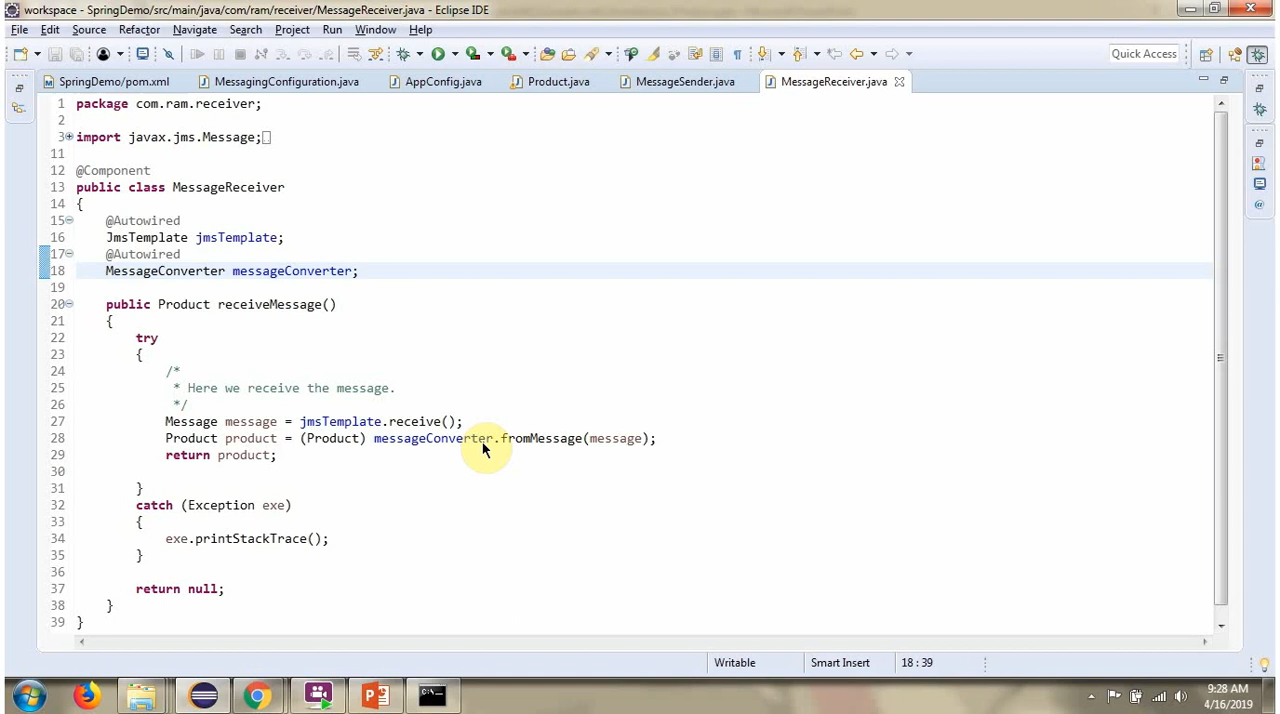 workspace - SpringDemo/src/main/java/com/ram/receiver/MessageReceiver.java - Eclipse IDE
File Edit Source Refactor Navigate Search Project Run Window Help
Quick Access
SpringDemo/pom.xml MessagingConfiguration.java AppConfig.java Product.java MessageSender.java MessageReceiver.java
1 package com.ram.receiver;
2
3 import javax.jms.Message;
11
12 @Component
13 public class MessageReceiver
14 {
15 @Autowired
16 JmsTemplate jmsTemplate;
17 @Autowired
18 MessageConverter messageConverter;
19
20 public Product receiveMessage()
21 {
22 try
23 {
24 /*
25 * Here we receive the message.
26 */
27 Message message = jmsTemplate.receive();
28 Product product = (Product) messageConverter.fromMessage(message);
29 return product;
30
31 }
32 catch (Exception exe)
33 {
34 exe.printStackTrace();
35 }
36
37 return null;
38 }
39 }
Writable Smart Insert 18 : 39
9:28 AM
4/16/2019